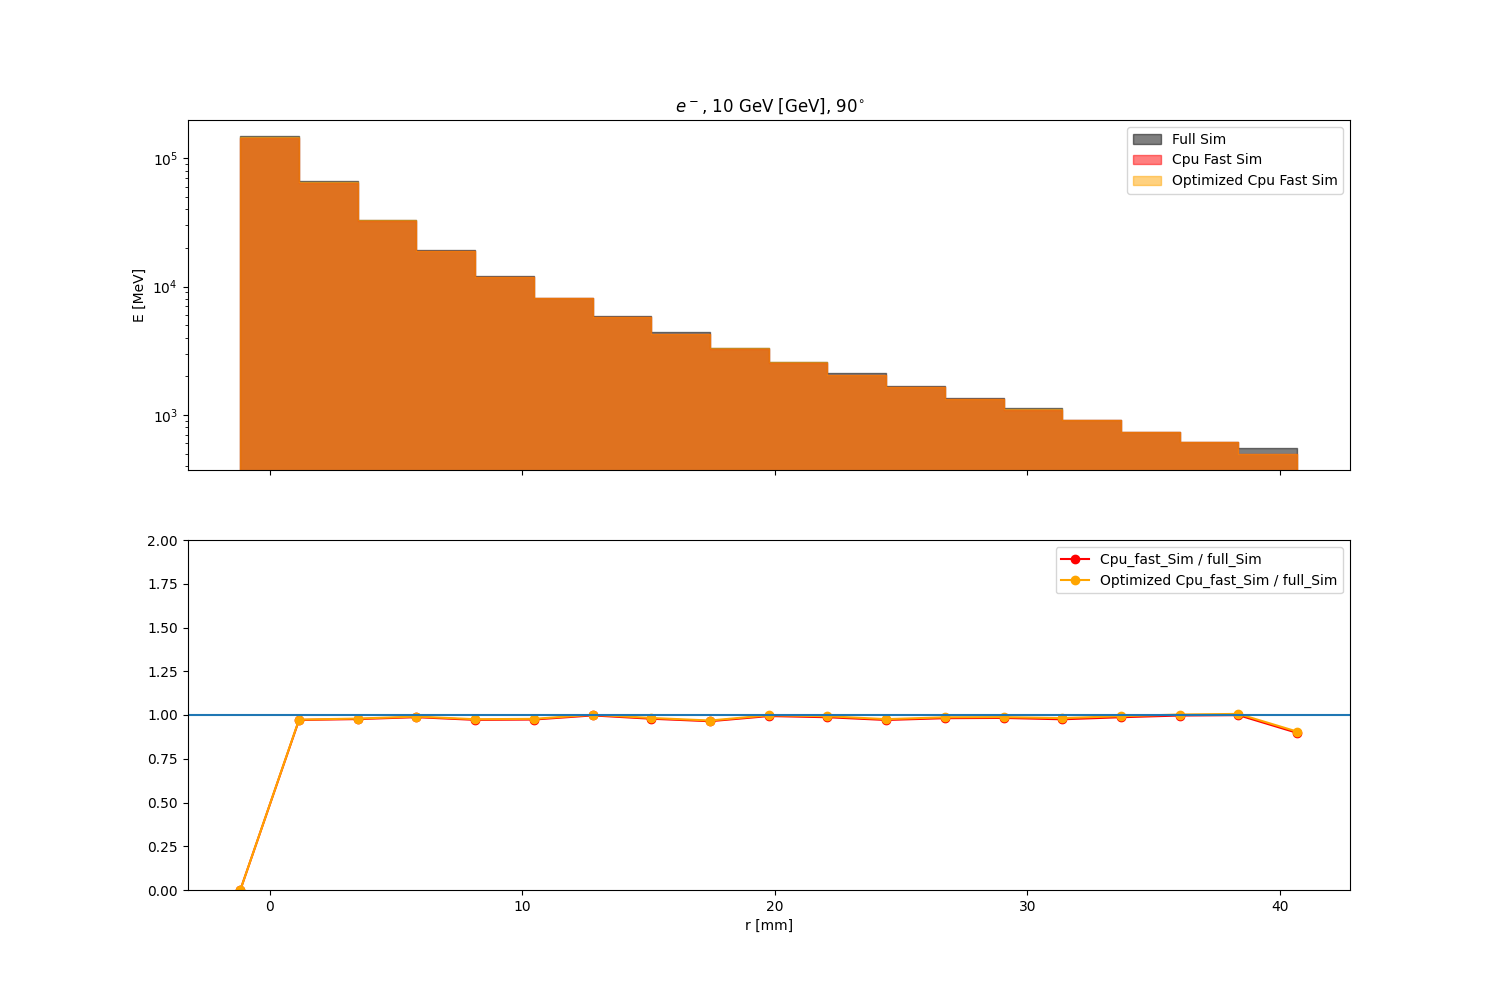 e⁻, 10 GeV [GeV], 90°
Full Sim
Cpu Fast Sim
Optimized Cpu Fast Sim
10⁵
10⁴
10³
E [MeV]
Cpu_fast_Sim / full_Sim
Optimized Cpu_fast_Sim / full_Sim
2.00
1.75
1.50
1.25
1.00
0.75
0.50
0.25
0.00
0 10 20 30 40
r [mm]